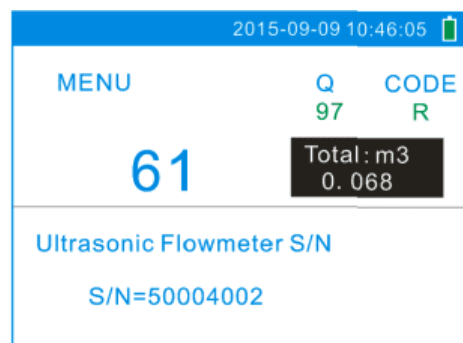 2015-09-09 10:46:05
MENU Q CODE
97 R
61
Total: m3
0.068
Ultrasonic Flowmeter S/N
S/N=50004002